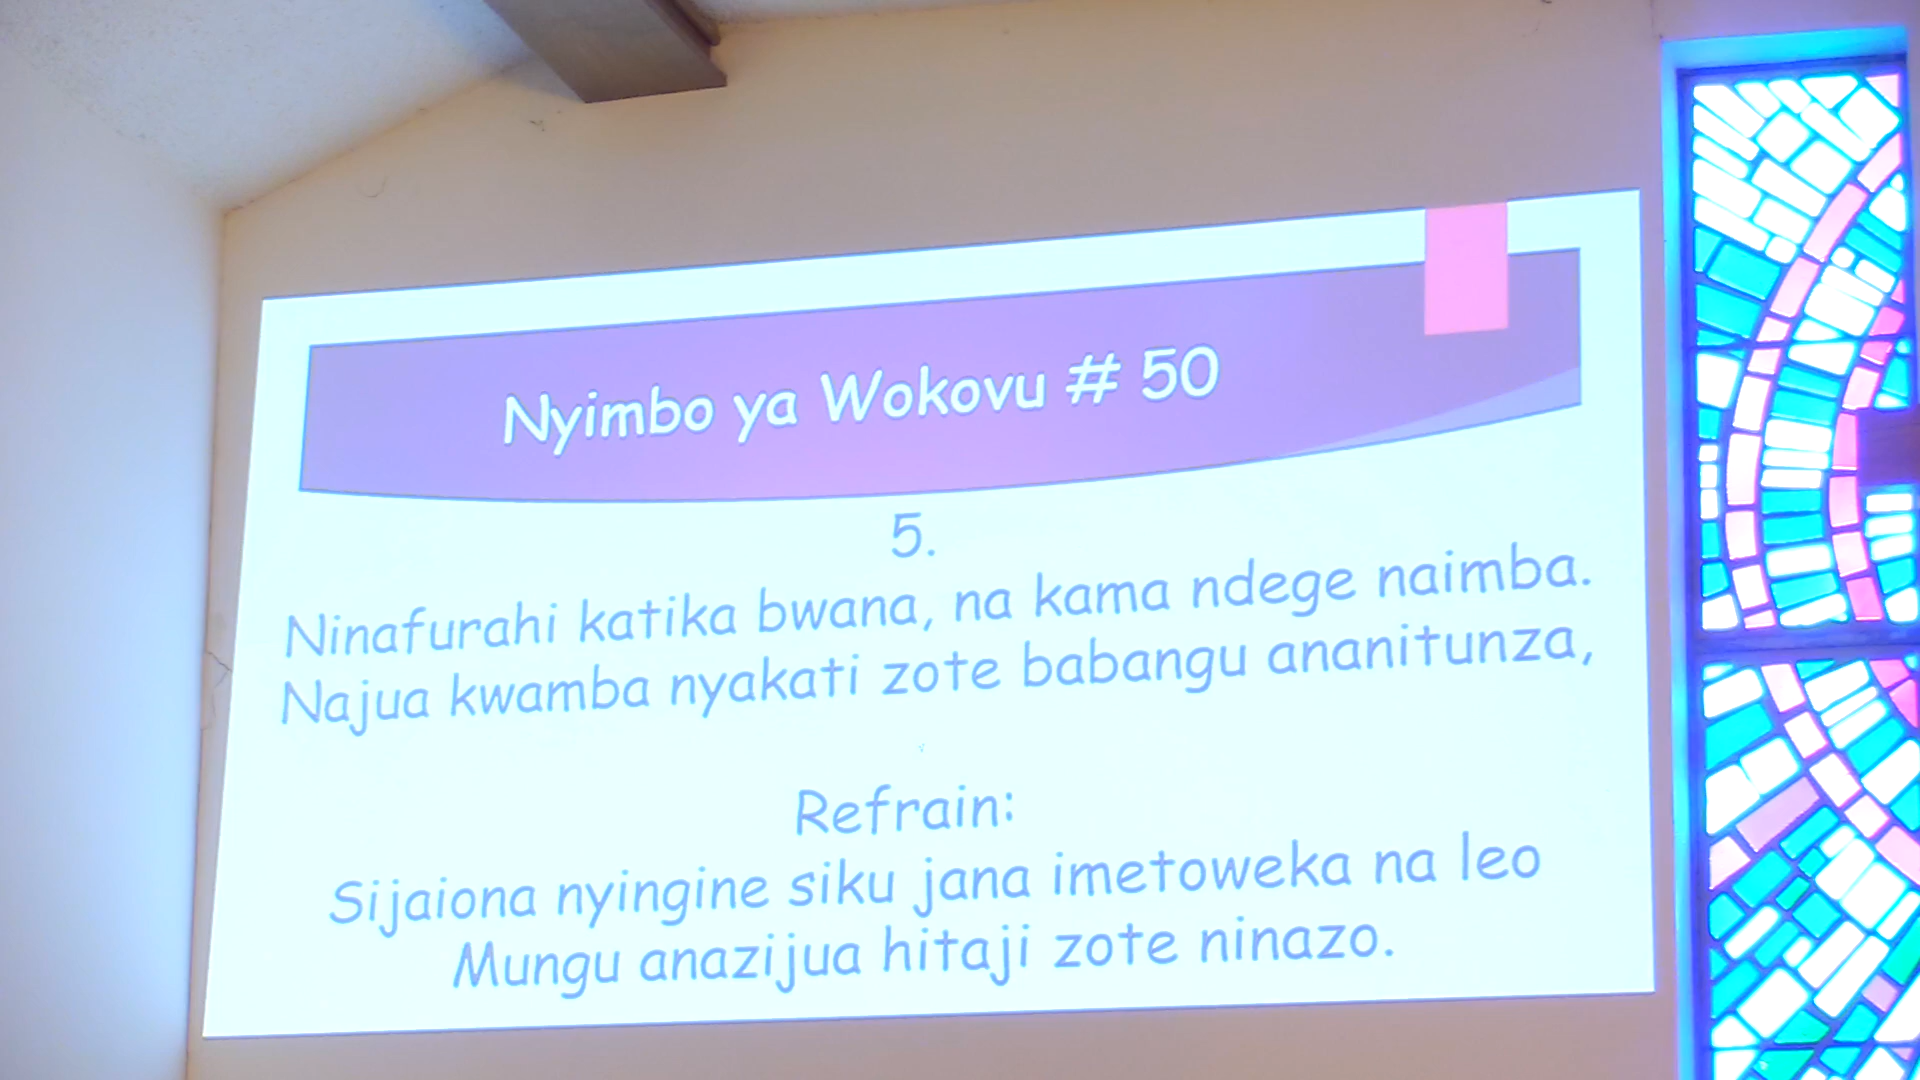 Nyimbo ya Wokovu # 50
5.
Ninafurahi katika bwana, na kama ndege naimba.
Najua kwamba nyakati zote babangu ananitunza,
Refrain:
Sijaiona nyingine siku jana imetoweka na leo
Mungu anazijua hitaji zote ninazo.